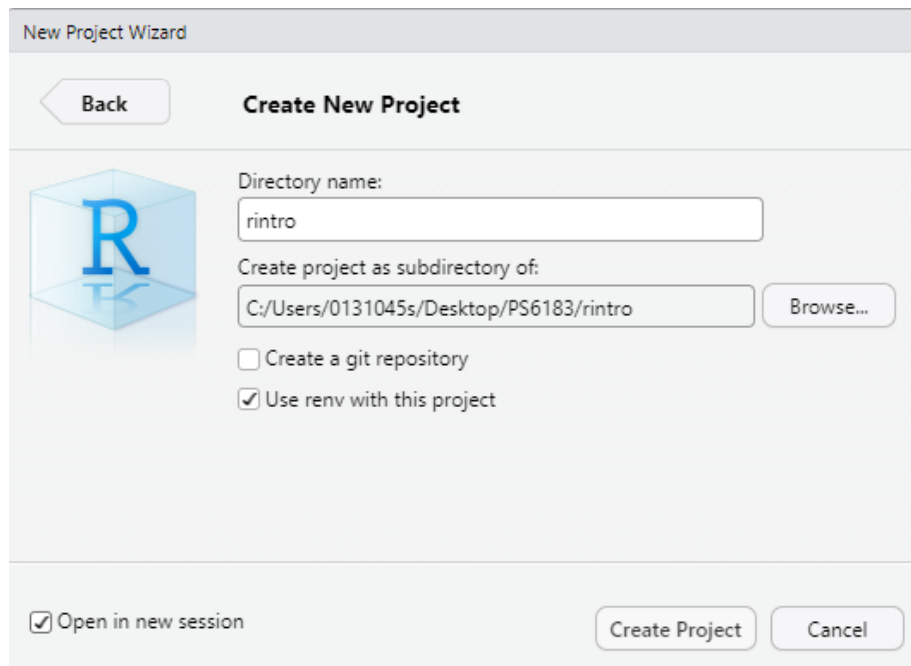 New Project Wizard
Back
Create New Project
R
Directory name:
rintro
Create project as subdirectory of:
C:/Users/0131045s/Desktop/PS6183/rintro
Browse...
Create a git repository
Use renv with this project
Open in new session
Create Project
Cancel